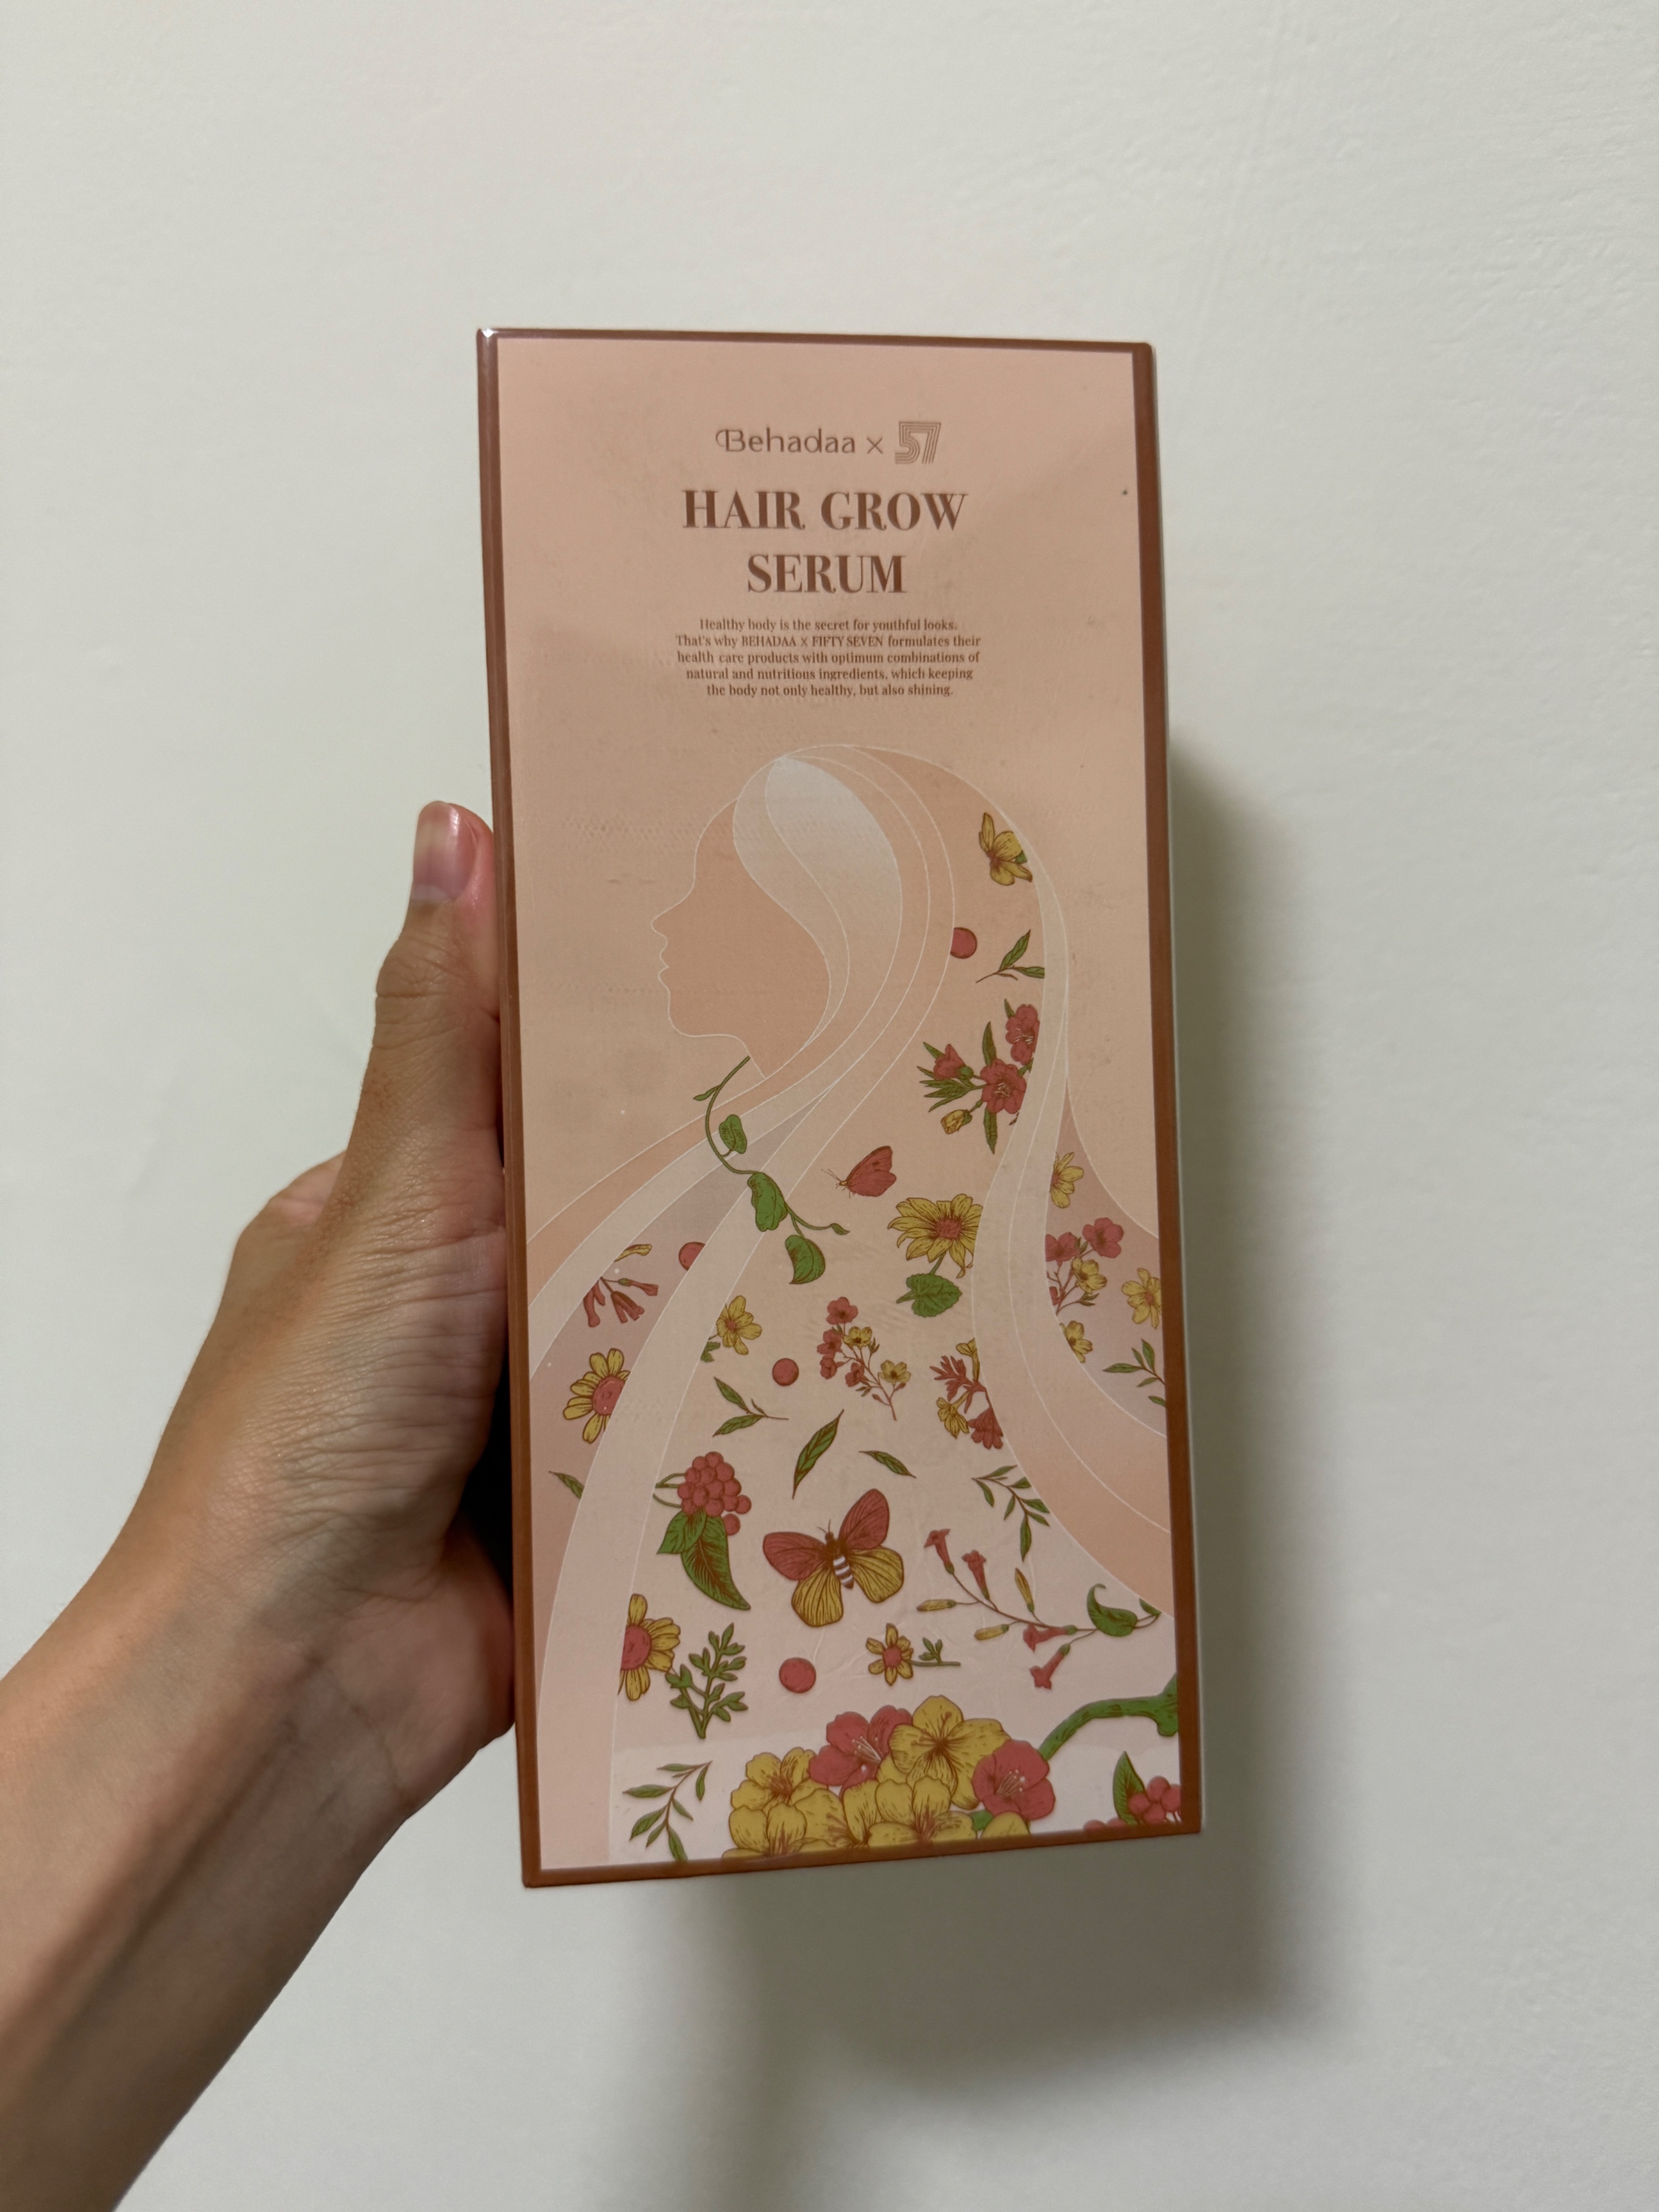 Behadaa × 57
HAIR GROW
SERUM
Healthy body is the secret for youthful looks.
That's why BEHADAA X FIFTY SEVEN formulates their
health care products with optimum combinations of
natural and nutritious ingredients, which keeping
the body not only healthy, but also shining.